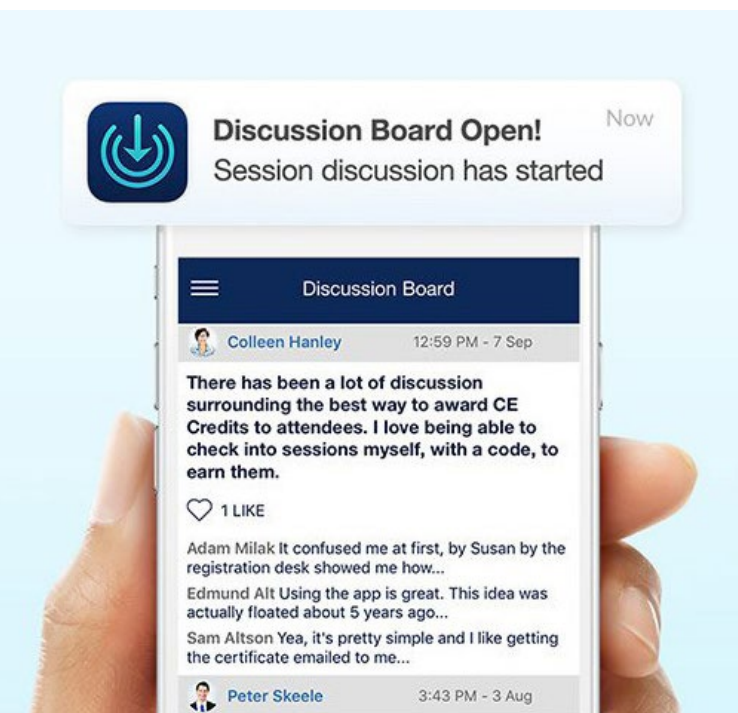 Discussion Board Open!
Now
Session discussion has started
Discussion Board
Colleen Hanley
12:59 PM - 7 Sep
There has been a lot of discussion
surrounding the best way to award CE
Credits to attendees. I love being able to
check into sessions myself, with a code, to
earn them.
1 LIKE
Adam Milak It confused me at first, by Susan by the
registration desk showed me how...
Edmund Alt Using the app is great. This idea was
actually floated about 5 years ago...
Sam Altson Yea, it's pretty simple and I like getting
the certificate emailed to me...
Peter Skeele
3:43 PM - 3 Aug